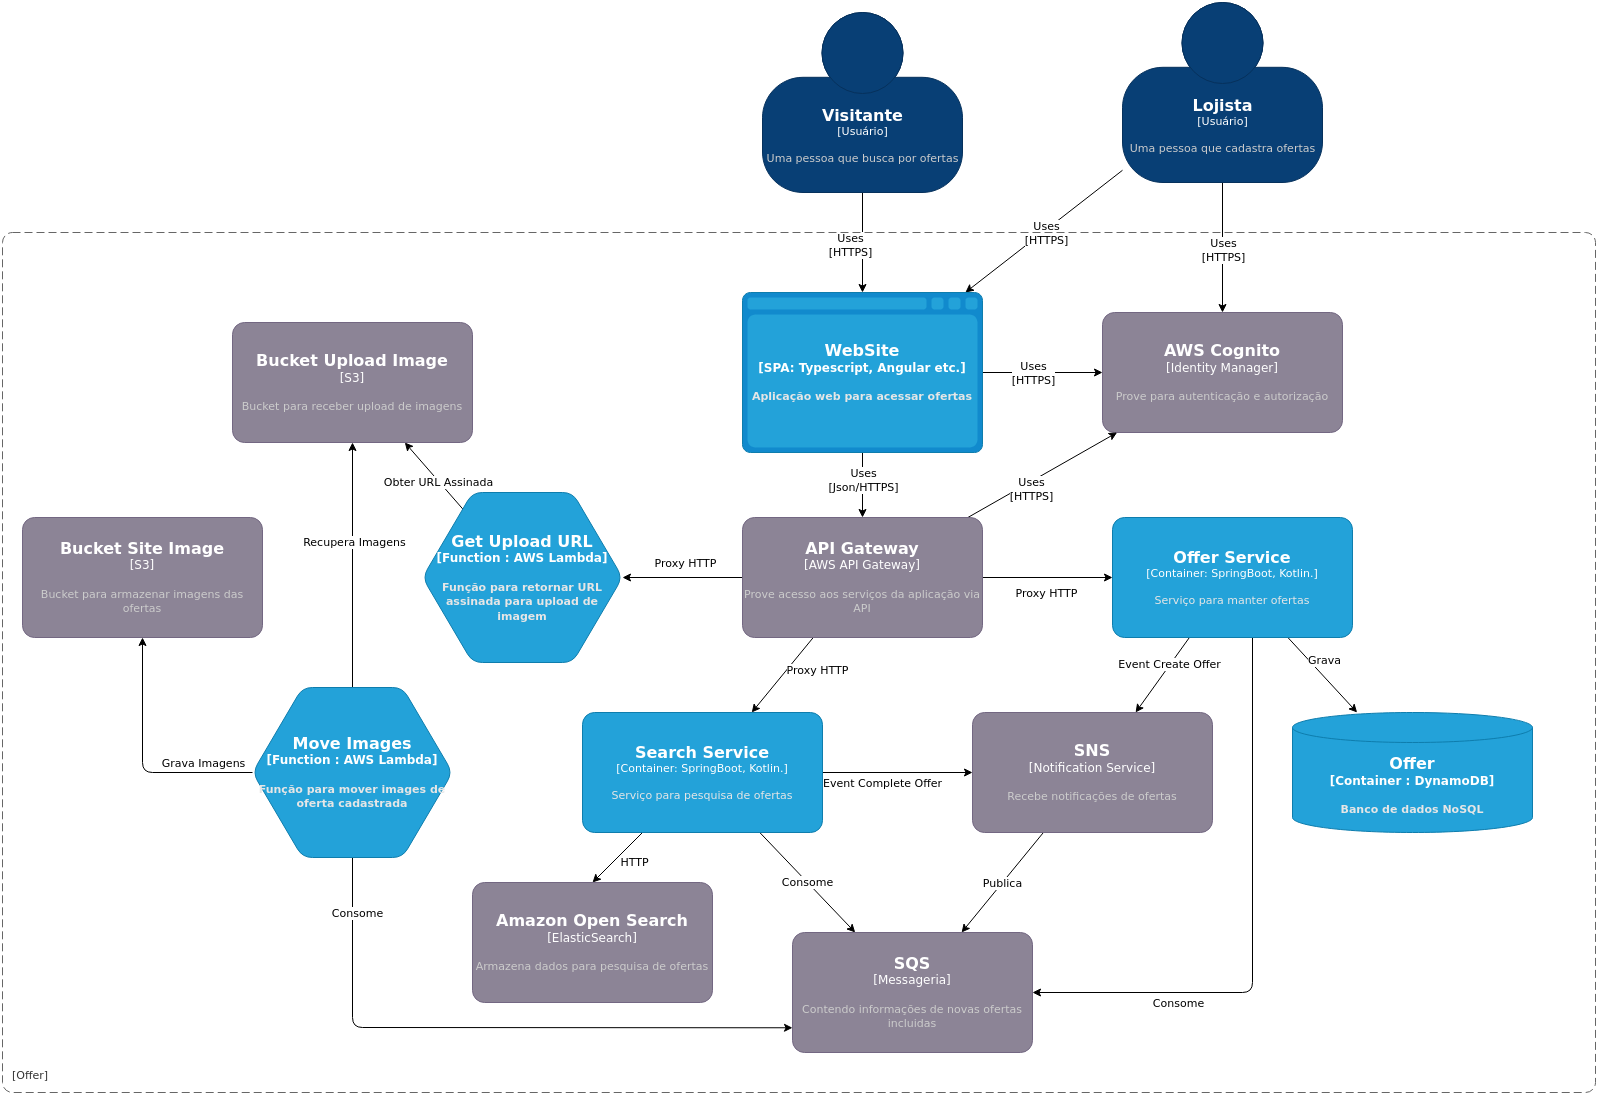 Visitante
[Usuário]
Uma pessoa que busca por ofertas
Lojista
[Usuário]
Uma pessoa que cadastra ofertas
Uses
[HTTPS]
Uses
[HTTPS]
Uses
[HTTPS]
WebSite
[SPA: Typescript, Angular etc.]
Aplicação web para acessar ofertas
Uses
[HTTPS]
AWS Cognito
[Identity Manager]
Prove para autenticação e autorização
Bucket Upload Image
[S3]
Bucket para receber upload de imagens
Obter URL Assinada
Uses
[Json/HTTPS]
Uses
[HTTPS]
Recupera Imagens
Bucket Site Image
[S3]
Bucket para armazenar imagens das
ofertas
Get Upload URL
[Function : AWS Lambda]
Função para retornar URL
assinada para upload de
imagem
Proxy HTTP
API Gateway
[AWS API Gateway]
Prove acesso aos serviços da aplicação via
API
Proxy HTTP
Offer Service
[Container: SpringBoot, Kotlin.]
Serviço para manter ofertas
Proxy HTTP
Event Create Offer
Grava
Grava Imagens
Move Images
[Function : AWS Lambda]
Função para mover images de
oferta cadastrada
Search Service
[Container: SpringBoot, Kotlin.]
Serviço para pesquisa de ofertas
Event Complete Offer
SNS
[Notification Service]
Recebe notificações de ofertas
Offer
[Container : DynamoDB]
Banco de dados NoSQL
HTTP
Consome
Publica
Consome
Amazon Open Search
[ElasticSearch]
Armazena dados para pesquisa de ofertas
SQS
[Messageria]
Contendo informações de novas ofertas
incluidas
Consome
[Offer]